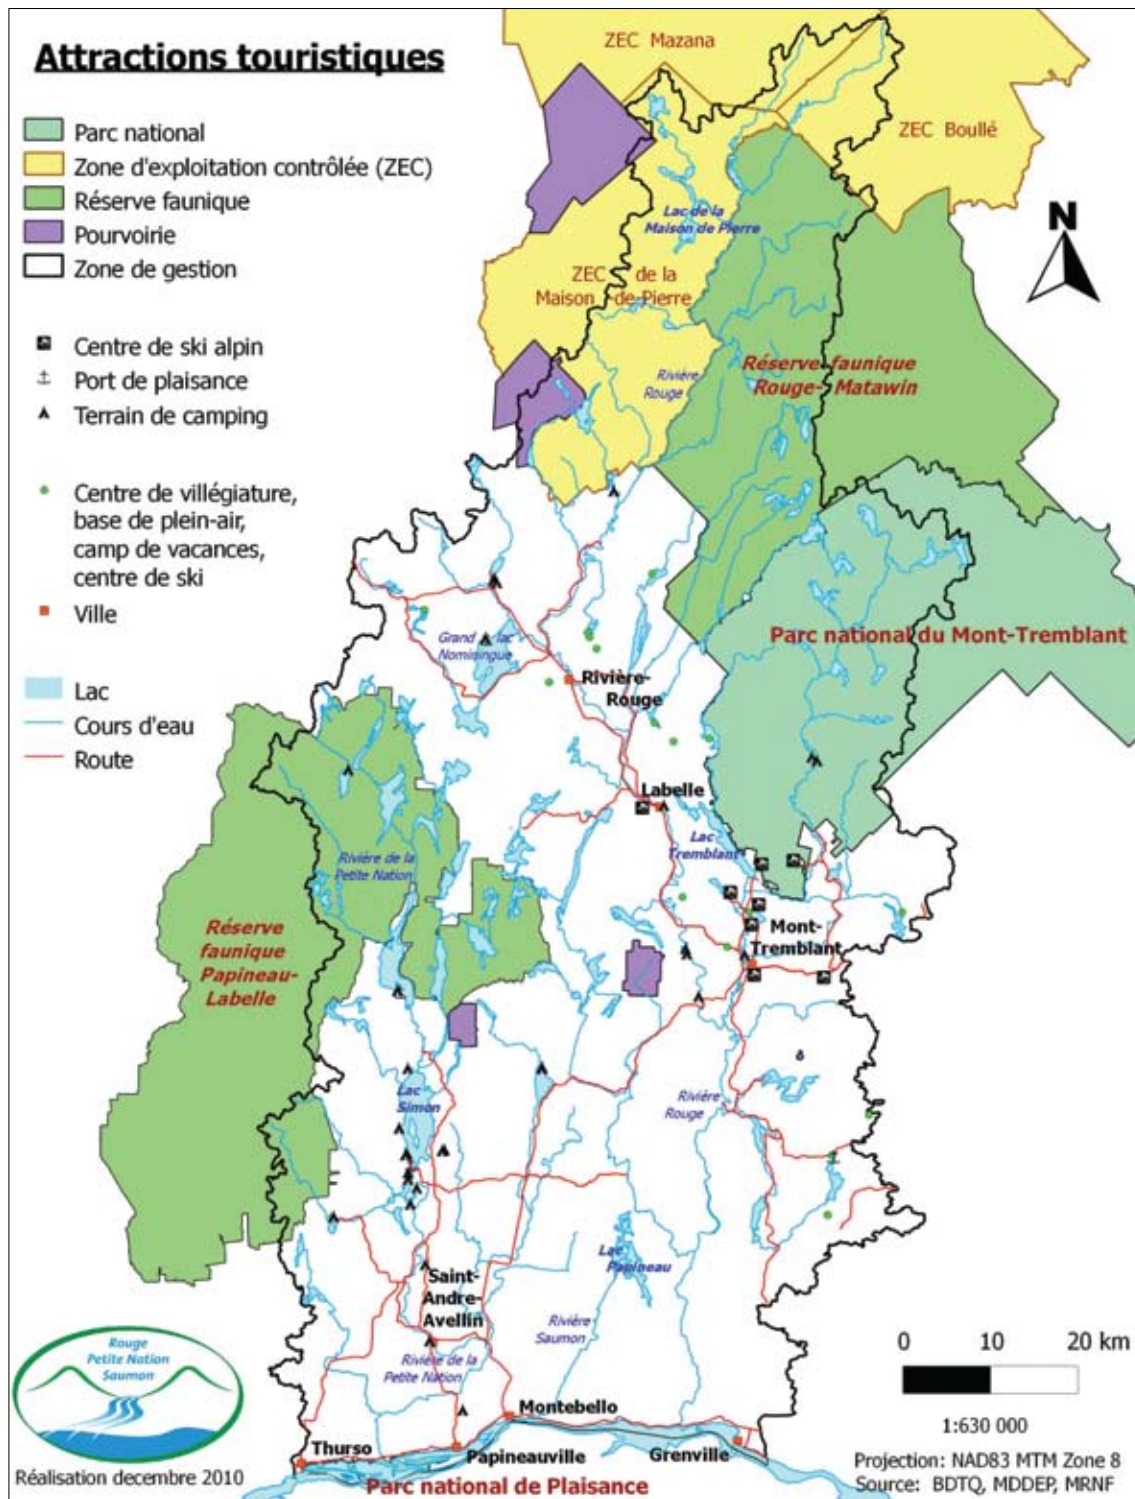 Attractions touristiques
Parc national
Zone d'exploitation contrôlée (ZEC)
Réserve faunique
Pourvoirie
Zone de gestion
Centre de ski alpin
Port de plaisance
Terrain de camping
Centre de villégiature,
base de plein-air,
camp de vacances,
centre de ski
Ville
Lac
Cours d'eau
Route
ZEC Mazana
ZEC Boullé
N
Lac de la
Maison de Pierre
ZEC de la
Maison de-Pierre
Rivière
Rouge
Réserve faunique
Rouge- Matawin
Parc national du Mont-Tremblant
Grand lac
Nomisingue
Rivière-
Rouge
Labelle
Lac
Tremblant
Rivière de la
Petite Nation
Réserve
faunique
Papineau-
Labelle
Mont-
Tremblant
Lac
Simon
Rivière
Rouge
Lac
Papineau
Saint-
Andre-
Avellin
Rivière
Saumon
Rivière de la
Petite Nation
Montebello
Thurso
Papineauville
Grenville
Parc national de Plaisance
Rouge
Petite Nation
Saumon
Réalisation decembre 2010
0 10 20 km
1:630 000
Projection: NAD83 MTM Zone 8
Source: BDTQ, MDDEP, MRNF